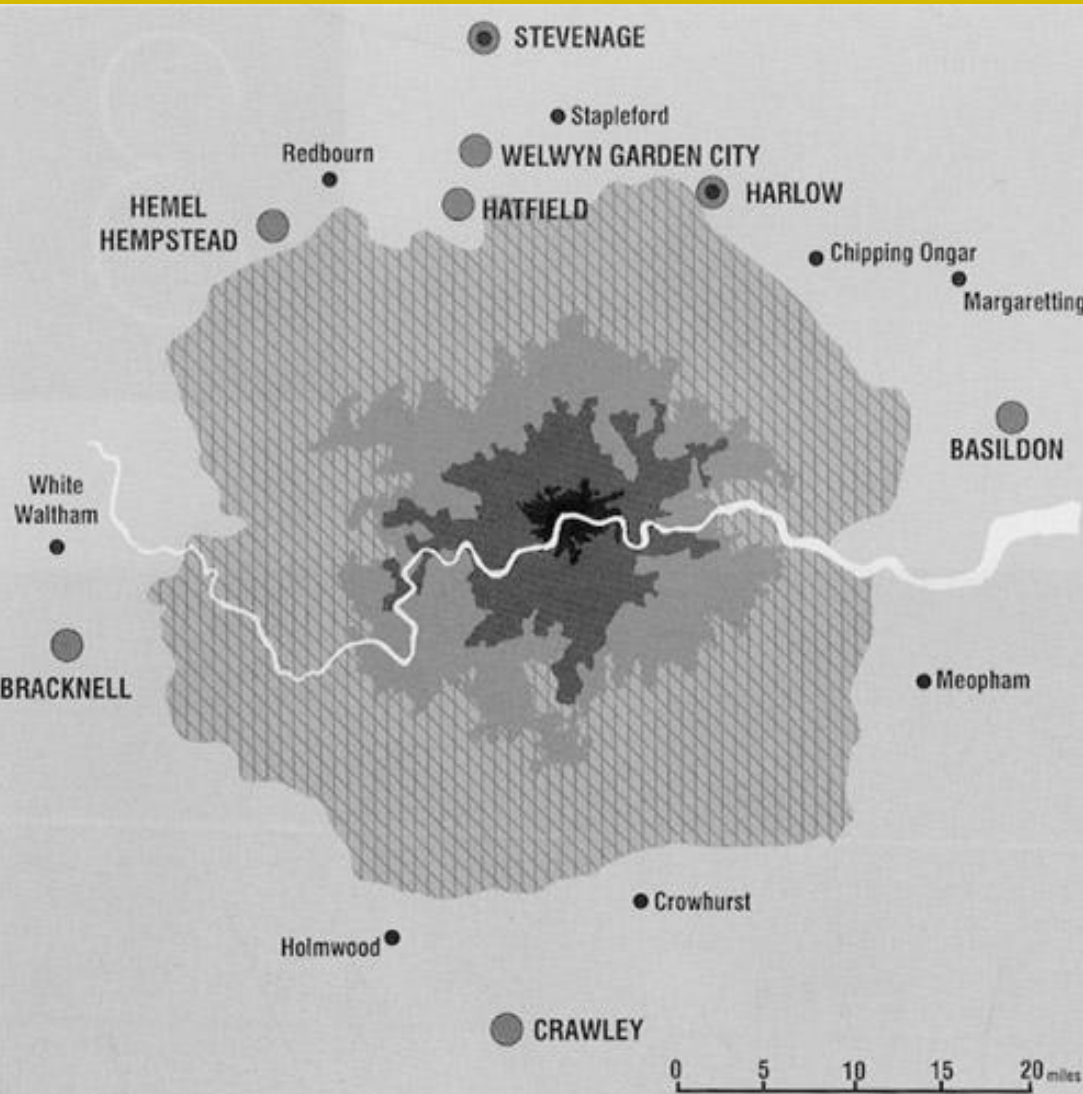 STEVENAGE
Stapleford
Redbourn
WELWYN GARDEN CITY
HEMEL
HEMPSTEAD
HATFIELD
HARLOW
Chipping Ongar
Margaretting
BASILDON
White
Waltham
BRACKNELL
Meopham
Crowhurst
Holmwood
CRAWLEY
0 5 10 15 20 miles